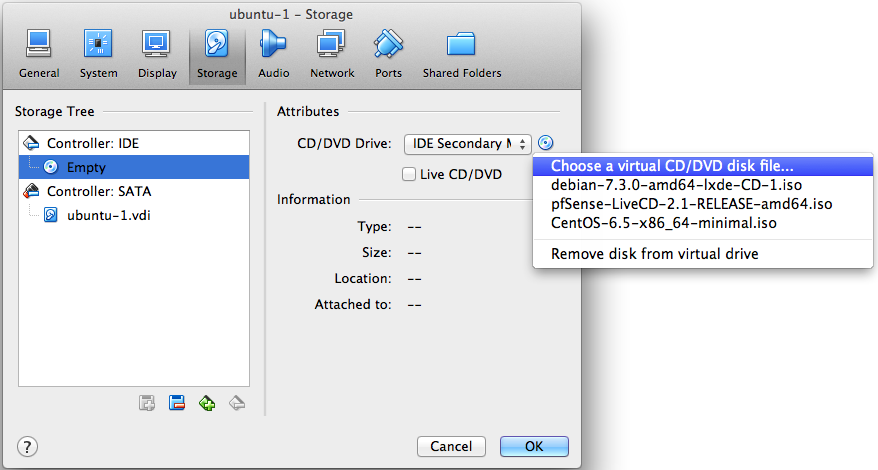 ubuntu-1 – Storage
General System Display Storage Audio Network Ports Shared Folders
Storage Tree
Controller: IDE
Empty
Controller: SATA
ubuntu-1.vdi
Attributes
CD/DVD Drive: IDE Secondary M
Live CD/DVD
Information
Type: --
Size: --
Location: --
Attached to: --
Choose a virtual CD/DVD disk file...
debian-7.3.0-amd64-lxde-CD-1.iso
pfSense-LiveCD-2.1-RELEASE-amd64.iso
CentOS-6.5-x86_64-minimal.iso
Remove disk from virtual drive
? Cancel OK